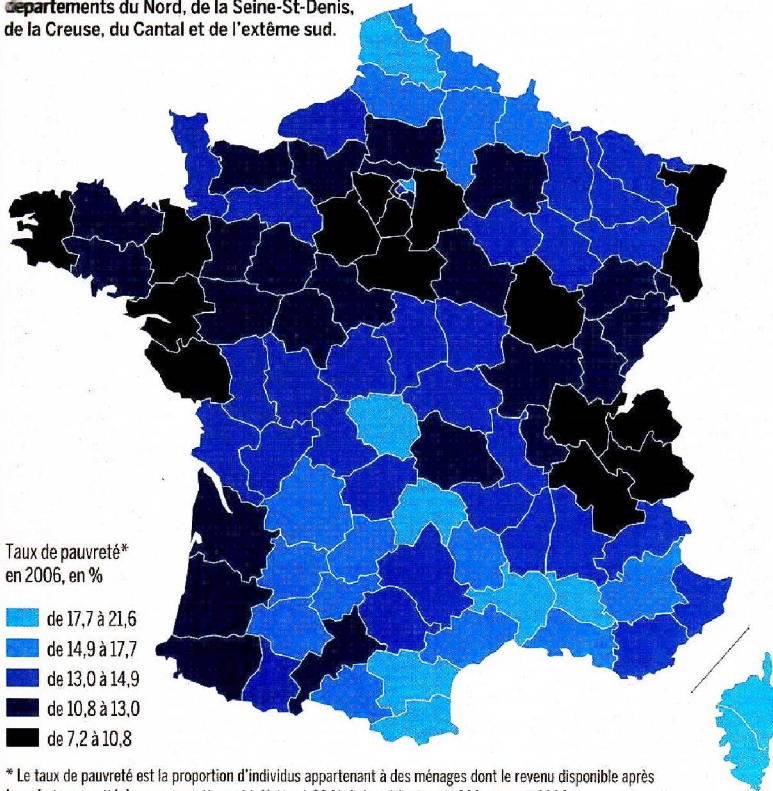 départements du Nord, de la Seine-St-Denis,
de la Creuse, du Cantal et de l'extême sud.
Taux de pauvreté*
en 2006, en %
de 17,7 à 21,6
de 14,9 à 17,7
de 13,0 à 14,9
de 10,8 à 13,0
de 7,2 à 10,8
* Le taux de pauvreté est la proportion d'individus appartenant à des ménages dont le revenu disponible après